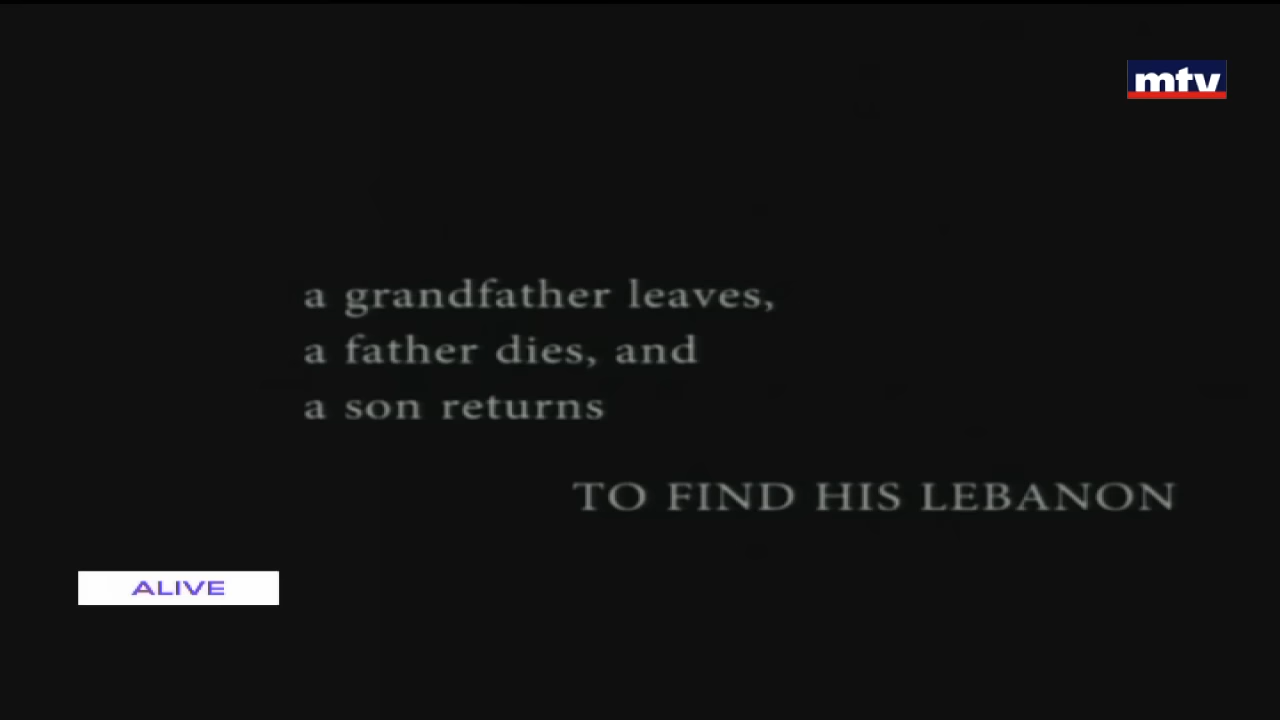 mtv
a grandfather leaves,
a father dies, and
a son returns
TO FIND HIS LEBANON
ALIVE